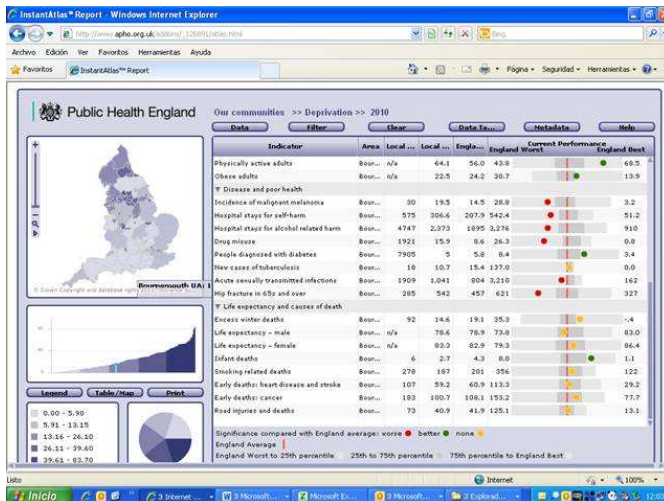 InstantAtlas™ Report - Windows Internet Explorer
http://www.apho.org.uk/addons/_126891/atlas.html
Bing
Archivo Edición Ver Favoritos Herramientas Ayuda
Favoritos InstantAtlas™ Report Página Seguridad Herramientas
Public Health England
Our communities >> Deprivation >> 2010
Data Filter Clear Data Ta... Metadata Help
Indicator Area Local ... Local ... Engla... England Worst Current Performance England Best
Physically active adults Bour... n/a 64.1 56.0 43.8 68.5
Obese adults Bour... n/a 22.5 24.2 30.7 13.9
Disease and poor health
Incidence of malignant melanoma Bour... 30 19.5 14.5 28.8 3.2
Hospital stays for self-harm Bour... 575 306.6 207.9 542.4 51.2
Hospital stays for alcohol related harm Bour... 4747 2,373 1895 3,276 910
Drug misuse Bour... 1921 15.9 8.6 26.3 0.8
People diagnosed with diabetes Bour... 7905 5 5.8 8.4 3.4
New cases of tuberculosis Bour... 18 10.7 15.4 137.0 0.0
Acute sexually transmitted infections Bour... 1909 1,041 804 3,210 162
Hip fracture in 65s and over Bour... 285 542 457 621 327
Life expectancy and causes of death
Excess winter deaths Bour... 92 14.6 19.1 35.3 -.4
Life expectancy - male Bour... n/a 78.6 78.9 73.8 83.0
Life expectancy - female Bour... n/a 83.3 82.9 79.3 86.4
Infant deaths Bour... 6 2.7 4.3 8.0 1.1
Smoking related deaths Bour... 278 187 201 356 122
Early deaths: heart disease and stroke Bour... 107 59.2 60.9 113.3 29.2
Early deaths: cancer Bour... 183 100.7 108.1 153.2 77.7
Road injuries and deaths Bour... 73 40.9 41.9 125.1 13.1
Significance compared with England average: worse better none
England Average
England Worst to 25th percentile 25th to 75th percentile 75th percentile to England Best
© Crown Copyright and database rights
Bournemouth UA: 1
Legend Table/Map Print
0.00 - 5.90
5.91 - 13.15
13.16 - 26.10
26.11 - 39.60
39.61 - 83.70
Listo Internet 100%
Inicio 3 Internet ... 3 Microsoft... Microsoft Ex... 3 Microsoft... 3 Explorad...